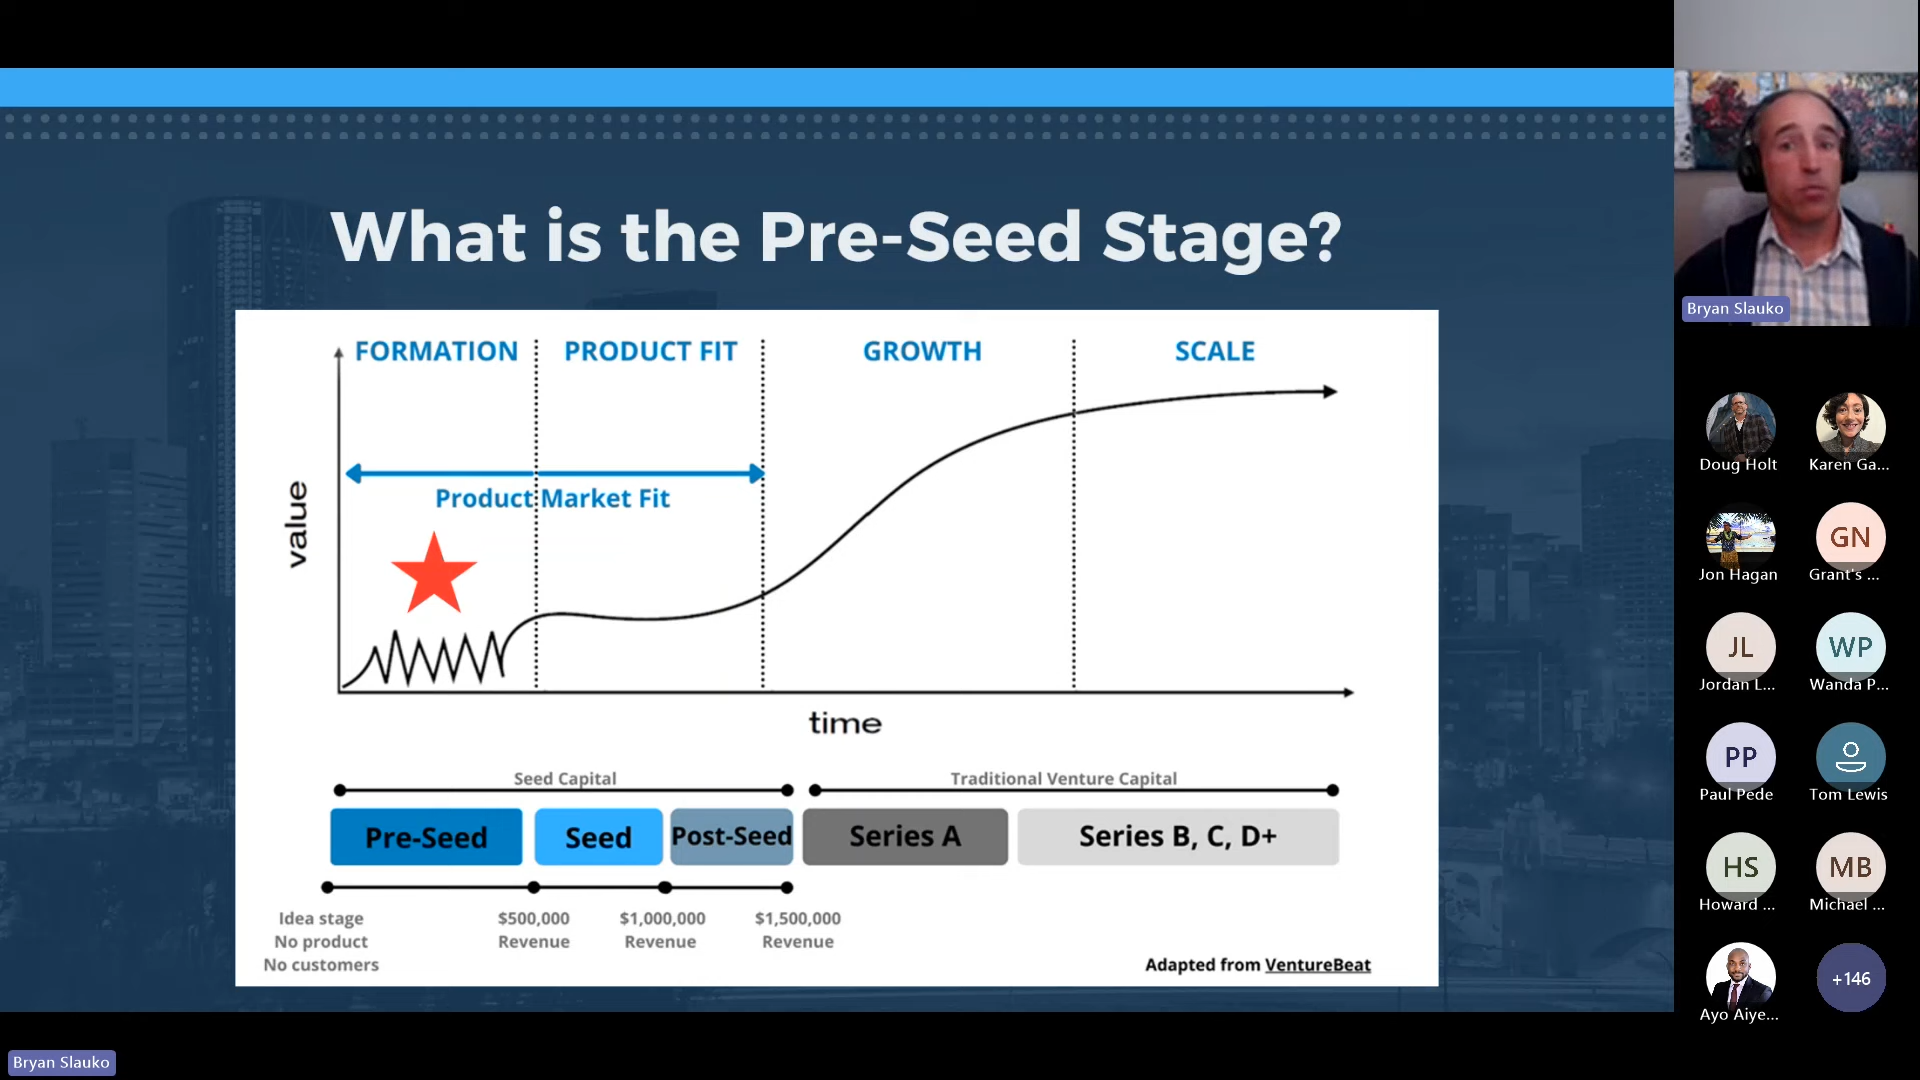 What is the Pre-Seed Stage?
FORMATION
PRODUCT FIT
GROWTH
SCALE
Product Market Fit
value
time
Seed Capital
Traditional Venture Capital
Pre-Seed
Seed
Post-Seed
Series A
Series B, C, D+
Idea stage
No product
No customers
$500,000
Revenue
$1,000,000
Revenue
$1,500,000
Revenue
Adapted from VentureBeat
Bryan Slauko
Bryan Slauko
Doug Holt
Karen Ga...
Jon Hagan
GN
Grant's ...
JL
Jordan L...
WP
Wanda P...
PP
Paul Pede
Tom Lewis
HS
Howard ...
MB
Michael ...
Ayo Aiye...
+146